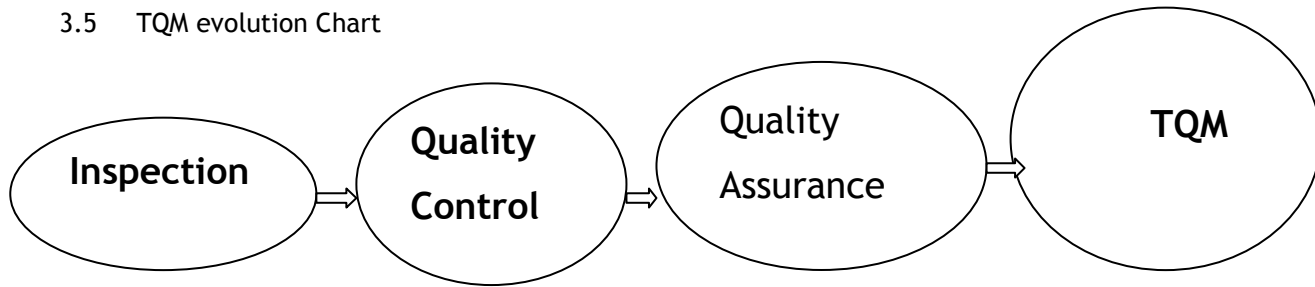 3.5 TQM evolution Chart
Inspection
Quality
Control
Quality
Assurance
TQM